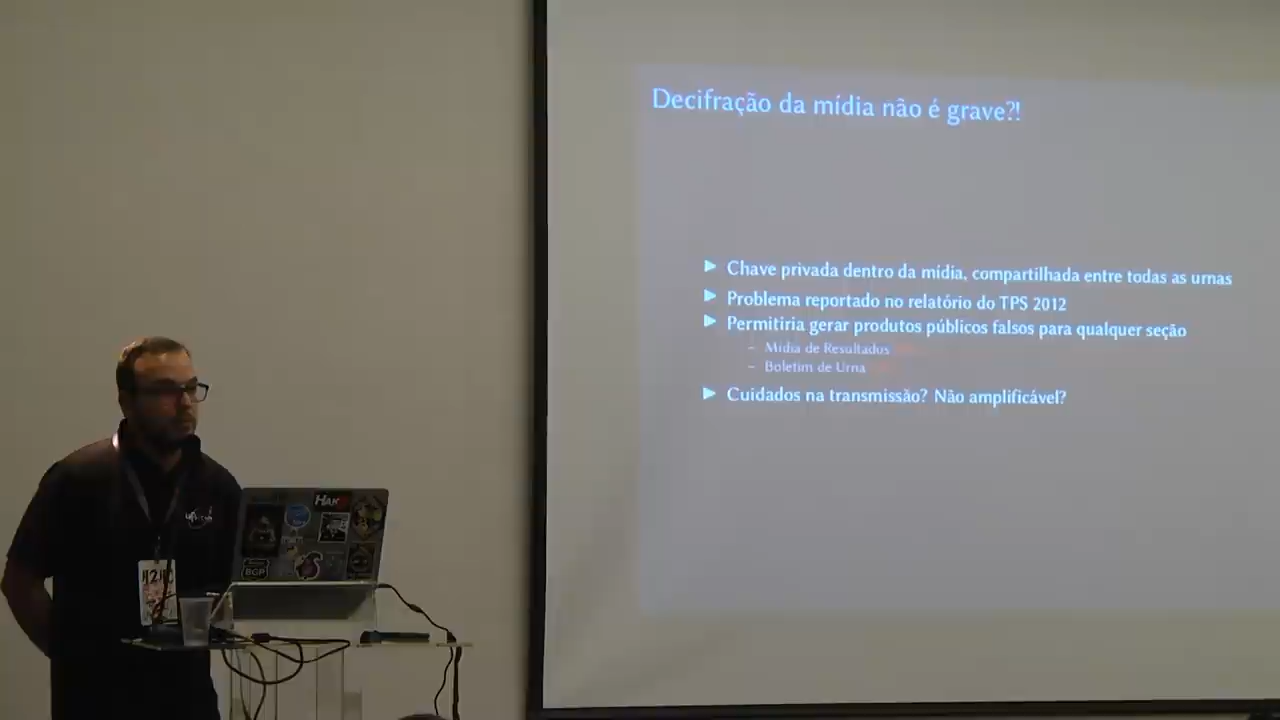 Decifração da mídia não é grave?!
▶ Chave privada dentro da mídia, compartilhada entre todas as urnas
▶ Problema reportado no relatório do TPS 2012
▶ Permitiria gerar produtos públicos falsos para qualquer seção
– Mídia de Resultados
– Boletim de Urna
▶ Cuidados na transmissão? Não amplificável?
BGP